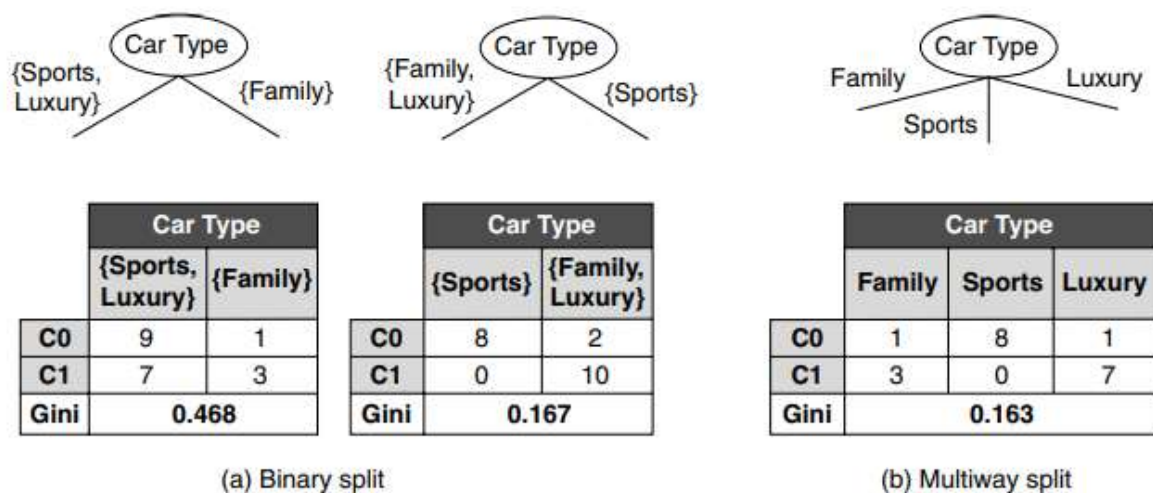 Car Type
{Sports,
Luxury}
{Family}
Car Type
{Family,
Luxury}
{Sports}
Car Type
Family
Sports
Luxury
Car Type
{Sports,
Luxury} {Family}
C0 9 1
C1 7 3
Gini 0.468
Car Type
{Sports} {Family,
Luxury}
C0 8 2
C1 0 10
Gini 0.167
(a) Binary split
Car Type
Family Sports Luxury
C0 1 8 1
C1 3 0 7
Gini 0.163
(b) Multiway split